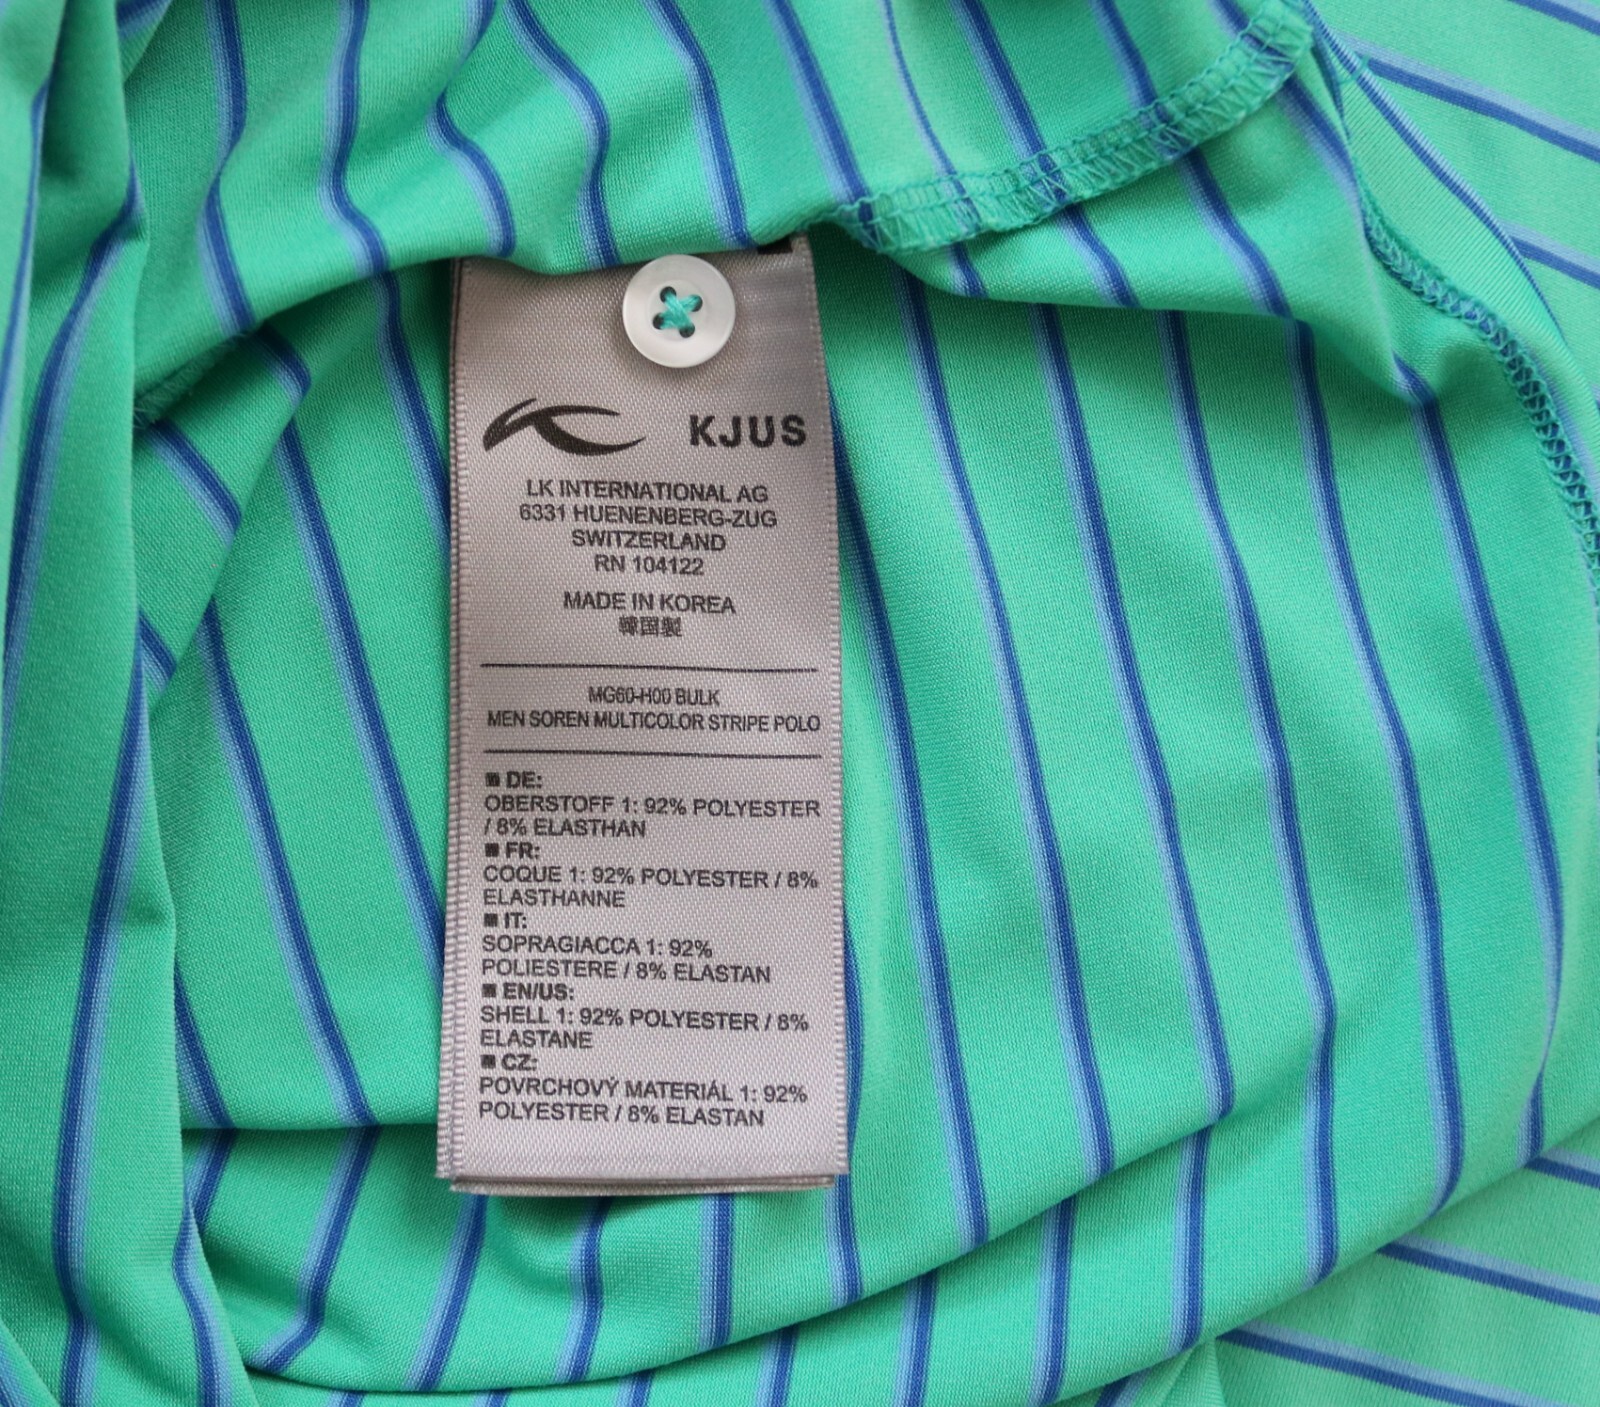 KJUS
LK INTERNATIONAL AG
6331 HUENENBERG-ZUG
SWITZERLAND
RN 104122
MADE IN KOREA
韓国製
MG60-H00 BULK
MEN SOREN MULTICOLOR STRIPE POLO
■ DE:
OBERSTOFF 1: 92% POLYESTER
/ 8% ELASTHAN
■ FR:
COQUE 1: 92% POLYESTER / 8%
ELASTHANNE
■ IT:
SOPRAGIACCA 1: 92%
POLIESTERE / 8% ELASTAN
■ EN/US:
SHELL 1: 92% POLYESTER / 8%
ELASTANE
■ CZ:
POVRCHOVÝ MATERIÁL 1: 92%
POLYESTER / 8% ELASTAN